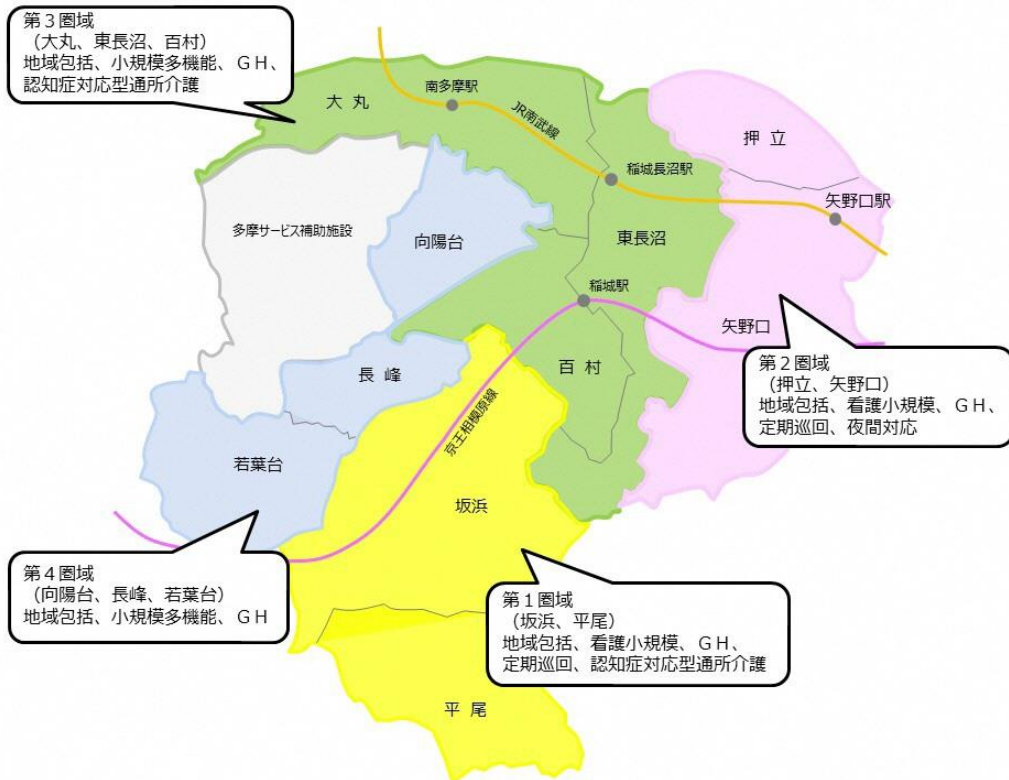 第３圏域
（大丸、東長沼、百村）
地域包括、小規模多機能、ＧＨ、
認知症対応型通所介護
大 丸
南多摩駅
JR南武線
押 立
稲城長沼駅
矢野口駅
多摩サービス補助施設
向陽台
東長沼
稲城駅
矢野口
長 峰
百 村
第２圏域
（押立、矢野口）
地域包括、看護小規模、ＧＨ、
定期巡回、夜間対応
京王相模原線
若葉台
坂浜
第４圏域
（向陽台、長峰、若葉台）
地域包括、小規模多機能、ＧＨ
第１圏域
（坂浜、平尾）
地域包括、看護小規模、ＧＨ、
定期巡回、認知症対応型通所介護
平 尾